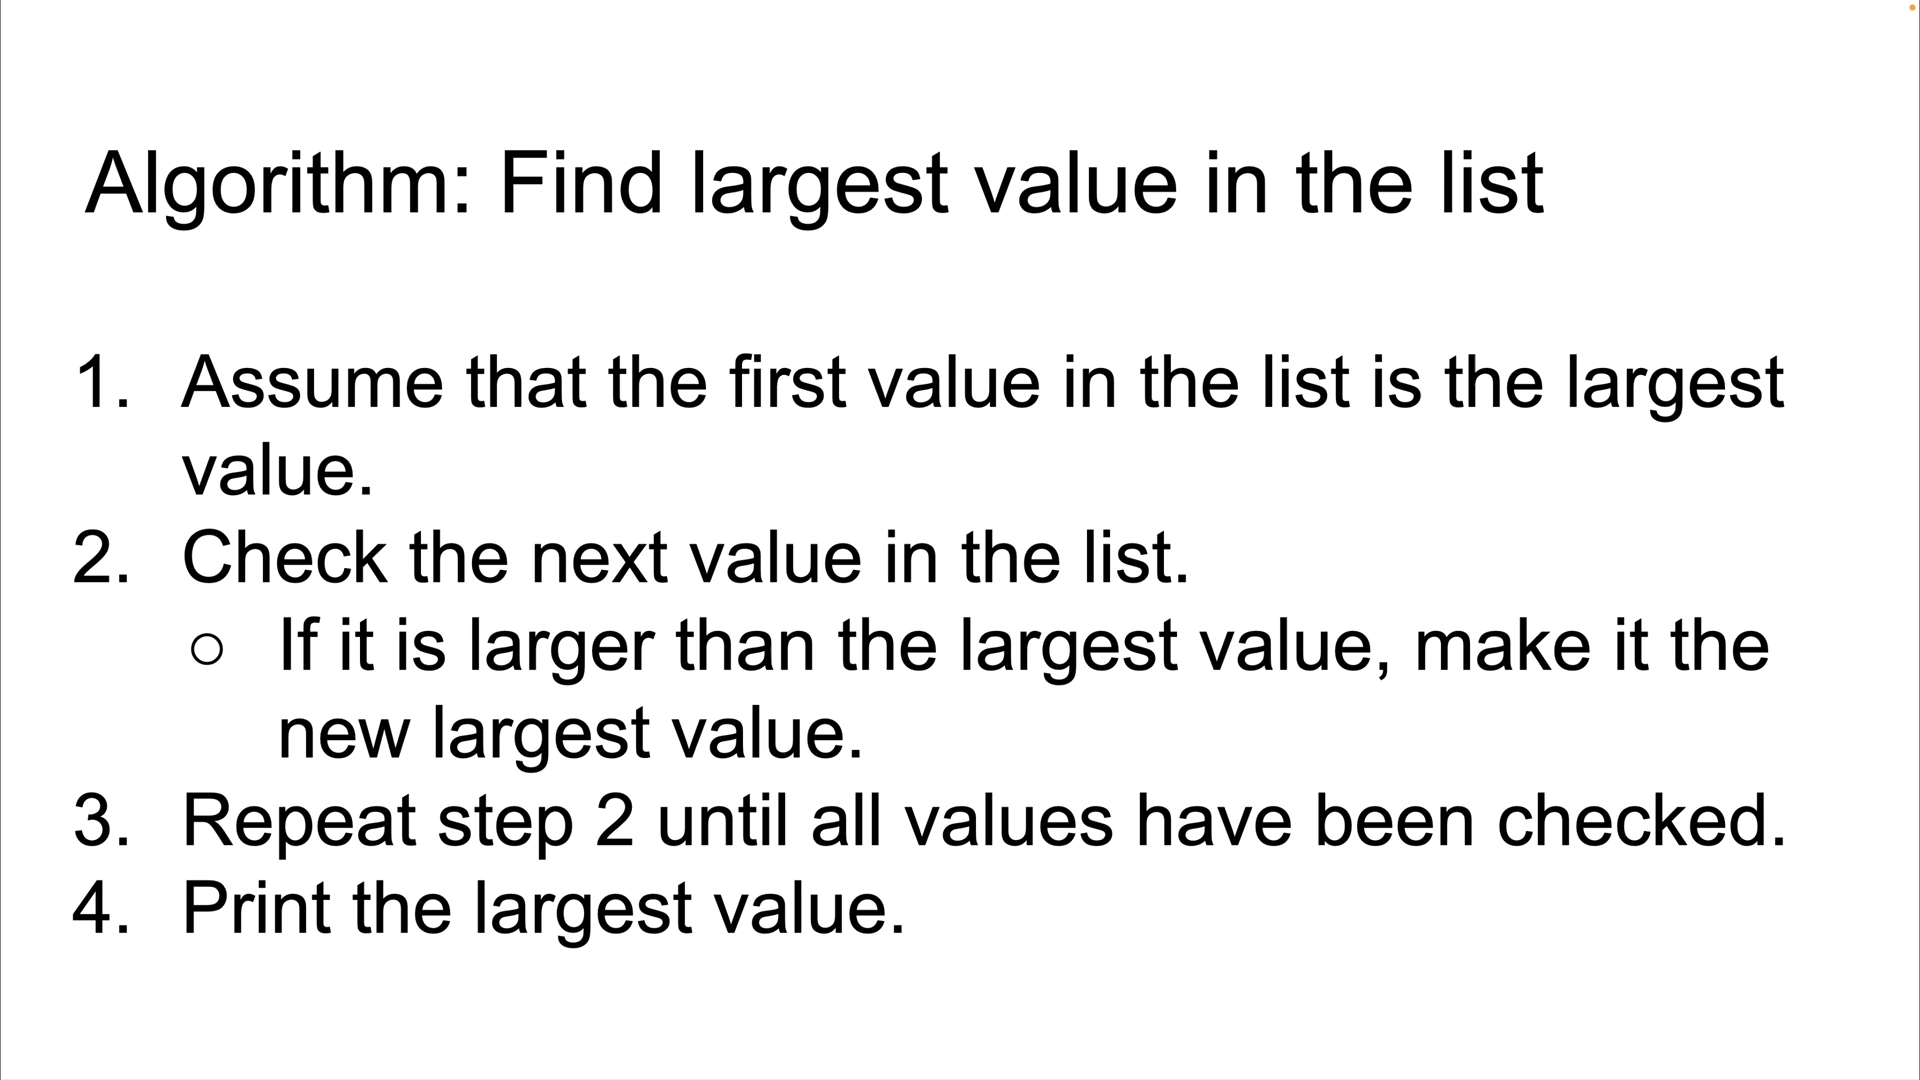 Algorithm: Find largest value in the list
1. Assume that the first value in the list is the largest
value.
2. Check the next value in the list.
○ If it is larger than the largest value, make it the
new largest value.
3. Repeat step 2 until all values have been checked.
4. Print the largest value.